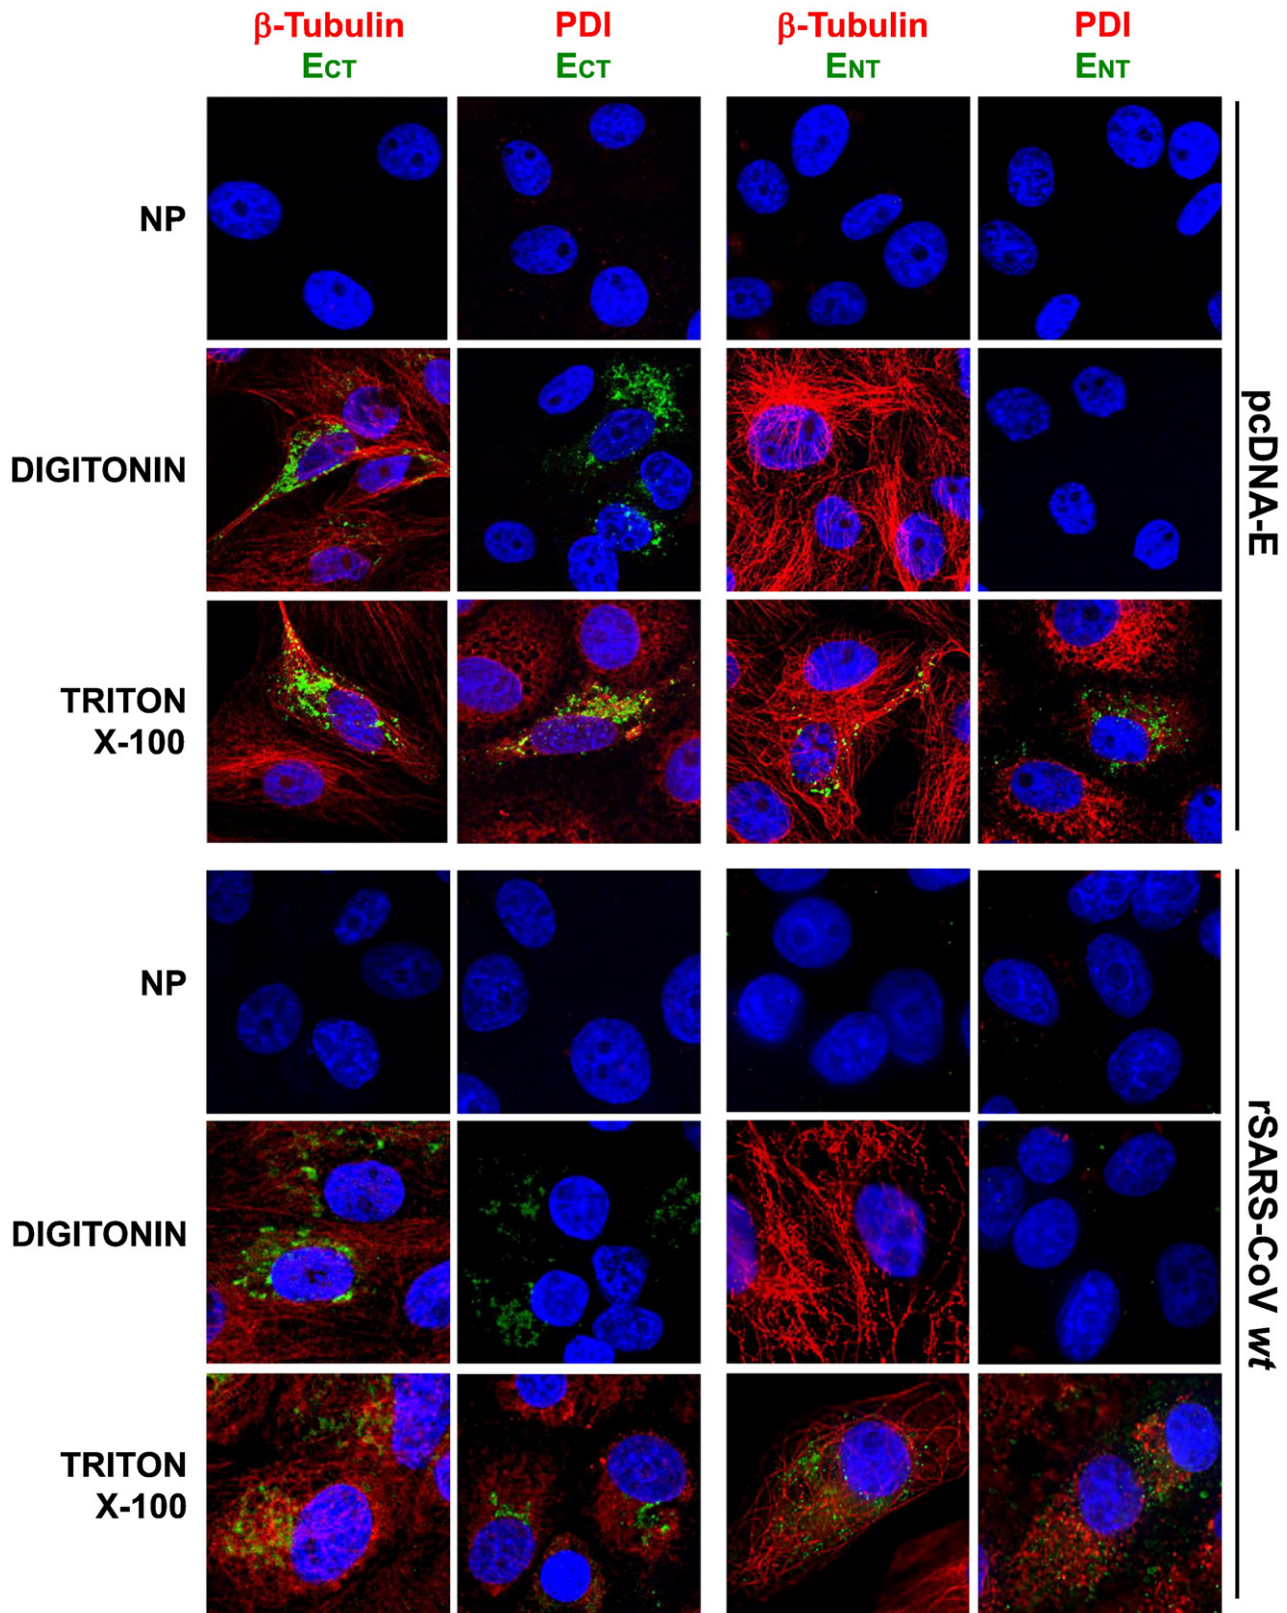 β-Tubulin PDI β-Tubulin PDI
ECT ECT ENT ENT
NP
DIGITONIN
TRITON
X-100
pcDNA-E
NP
DIGITONIN
TRITON
X-100
rSARS-CoV wt